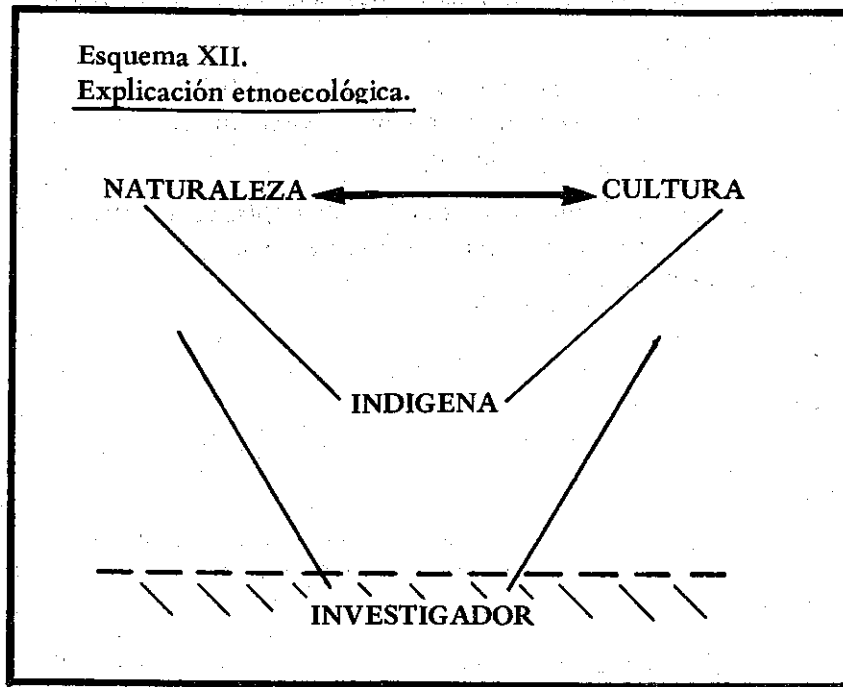 Esquema XII.
Explicación etnoecológica.
NATURALEZA CULTURA
INDIGENA
INVESTIGADOR